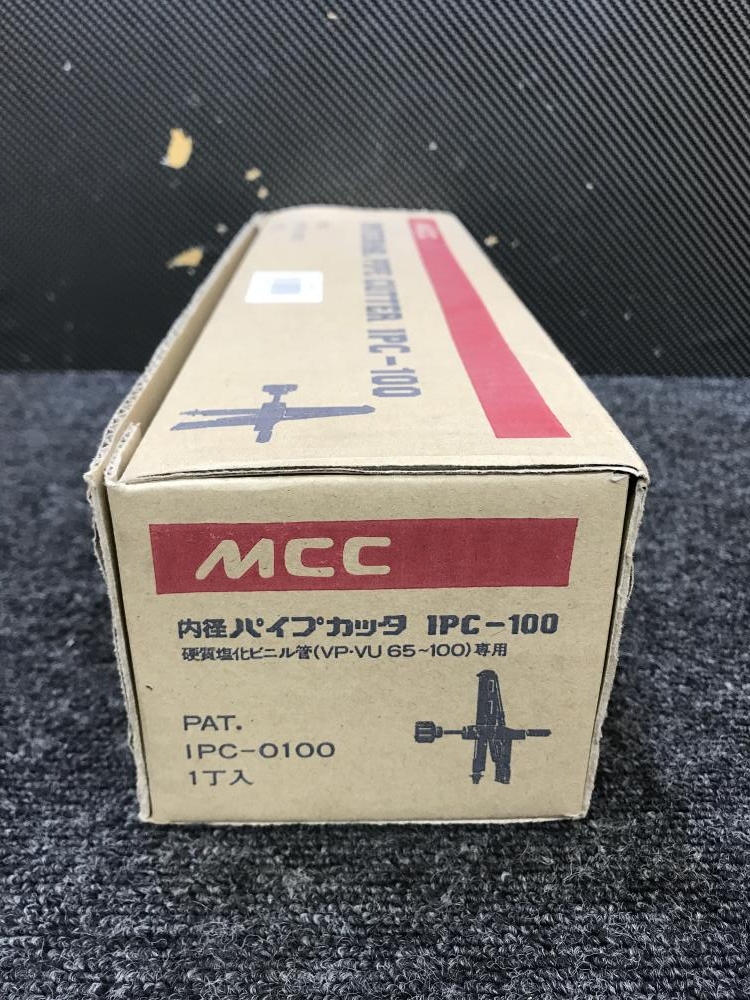 MCC
INTERNAL PIPE CUTTER IPC-100
MCC
内径パイプカッタ IPC-100
硬質塩化ビニル管(VP·VU 65~100)専用
PAT.
IPC-0100
1丁入